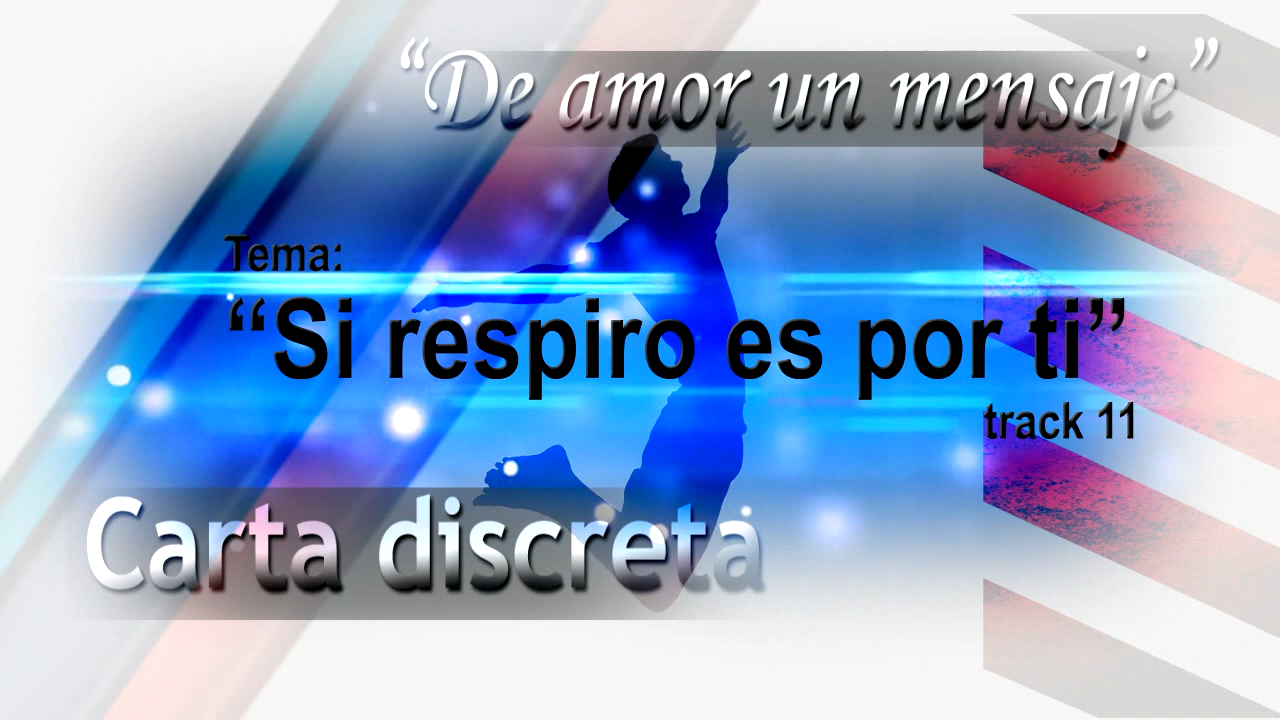 “De amor un mensaje”
Tema:
“Si respiro es por ti”
track 11
Carta discreta